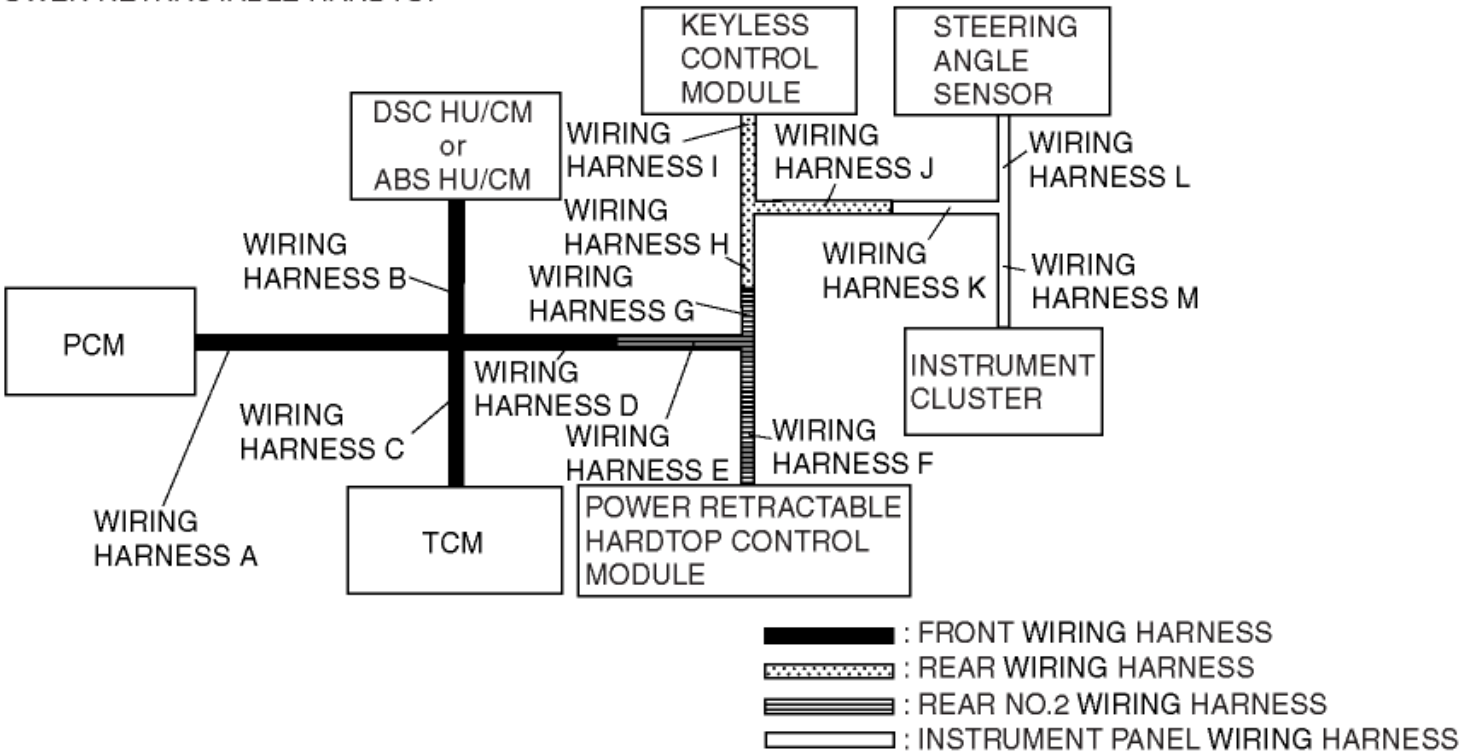 OWER RETRACTABLE HARDTOP
KEYLESS
CONTROL
MODULE
STEERING
ANGLE
SENSOR
DSC HU/CM
or
ABS HU/CM
WIRING
HARNESS I
WIRING
HARNESS J
WIRING
HARNESS L
WIRING
HARNESS H
WIRING
HARNESS B
WIRING
HARNESS G
WIRING
HARNESS K
WIRING
HARNESS M
PCM
WIRING
HARNESS D
INSTRUMENT
CLUSTER
WIRING
HARNESS C
WIRING
HARNESS E
WIRING
HARNESS F
WIRING
HARNESS A
TCM
POWER RETRACTABLE
HARDTOP CONTROL
MODULE
: FRONT WIRING HARNESS
: REAR WIRING HARNESS
: REAR NO.2 WIRING HARNESS
: INSTRUMENT PANEL WIRING HARNESS